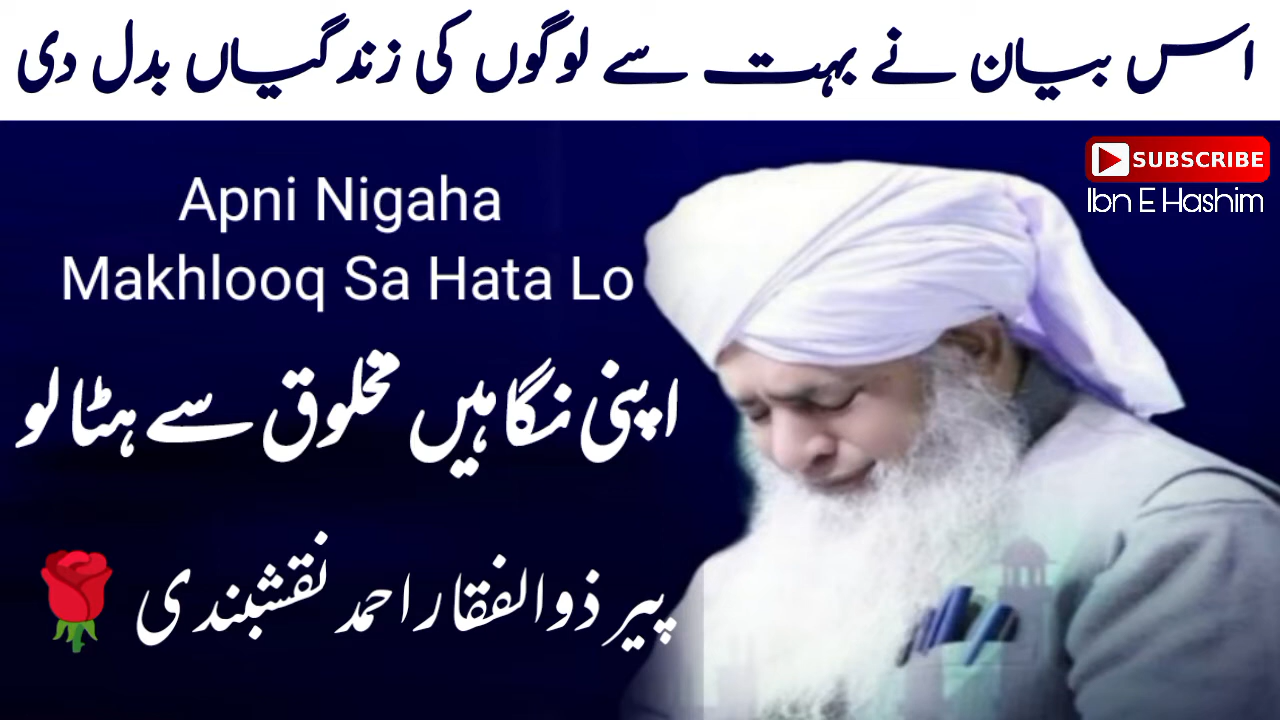 اس بیان نے بہت سے لوگوں کی زندگیاں بدل دی
SUBSCRIBE
Ibn E Hashim
Apni Nigaha
Makhlooq Sa Hata Lo
اپنی نگاہیں مخلوق سے ہٹا لو
پیر ذوالفقار احمد نقشبندی